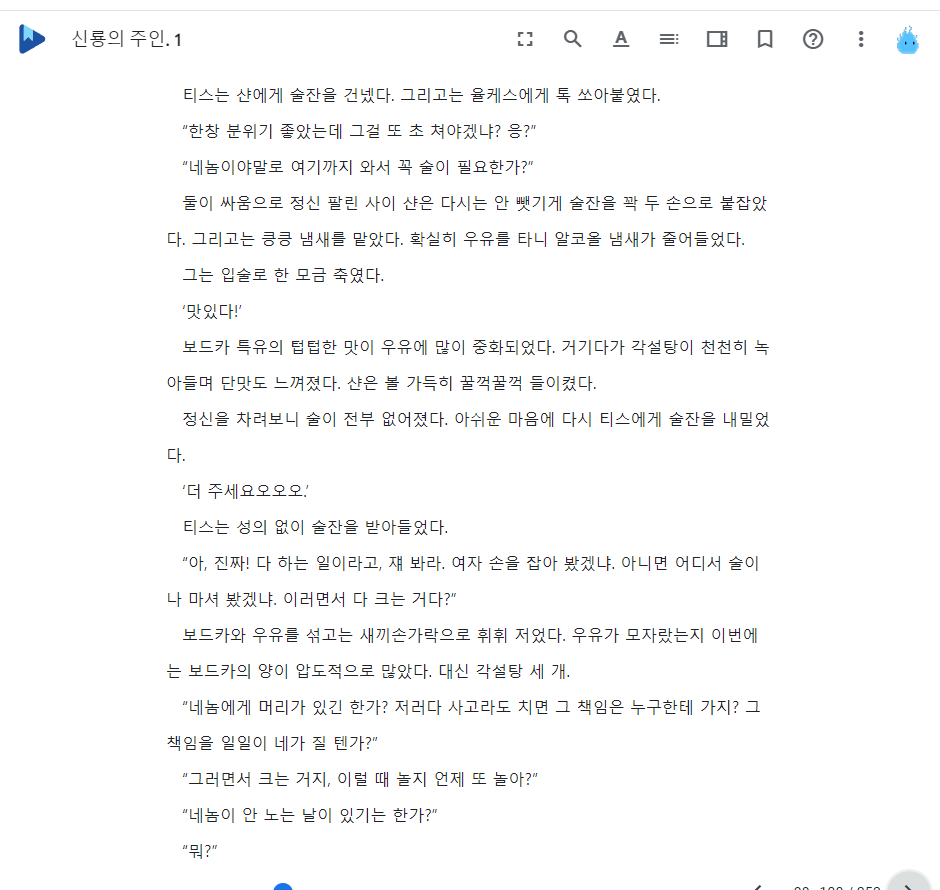 신룡의 주인. 1
티스는 샨에게 술잔을 건넸다. 그리고는 율케스에게 톡 쏘아붙였다.
“한창 분위기 좋았는데 그걸 또 초 쳐야겠냐? 응?”
“네놈이야말로 여기까지 와서 꼭 술이 필요한가?”
둘이 싸움으로 정신 팔린 사이 샨은 다시는 안 뺏기게 술잔을 꽉 두 손으로 붙잡았
다. 그리고는 킁킁 냄새를 맡았다. 확실히 우유를 타니 알코올 냄새가 줄어들었다.
그는 입술로 한 모금 축였다.
‘맛있다!’
보드카 특유의 텁텁한 맛이 우유에 많이 중화되었다. 거기다가 각설탕이 천천히 녹
아들며 단맛도 느껴졌다. 샨은 볼 가득히 꿀꺽꿀꺽 들이켰다.
정신을 차려보니 술이 전부 없어졌다. 아쉬운 마음에 다시 티스에게 술잔을 내밀었
다.
‘더 주세요오오오.’
티스는 성의 없이 술잔을 받아들었다.
“아, 진짜! 다 하는 일이라고, 쟤 봐라. 여자 손을 잡아 봤겠냐. 아니면 어디서 술이
나 마셔 봤겠냐. 이러면서 다 크는 거다?”
보드카와 우유를 섞고는 새끼손가락으로 휘휘 저었다. 우유가 모자랐는지 이번에
는 보드카의 양이 압도적으로 많았다. 대신 각설탕 세 개.
“네놈에게 머리가 있긴 한가? 저러다 사고라도 치면 그 책임은 누구한테 가지? 그
책임을 일일이 네가 질 텐가?”
“그러면서 크는 거지, 이럴 때 놀지 언제 또 놀아?”
“네놈이 안 노는 날이 있기는 한가?”
“뭐?”